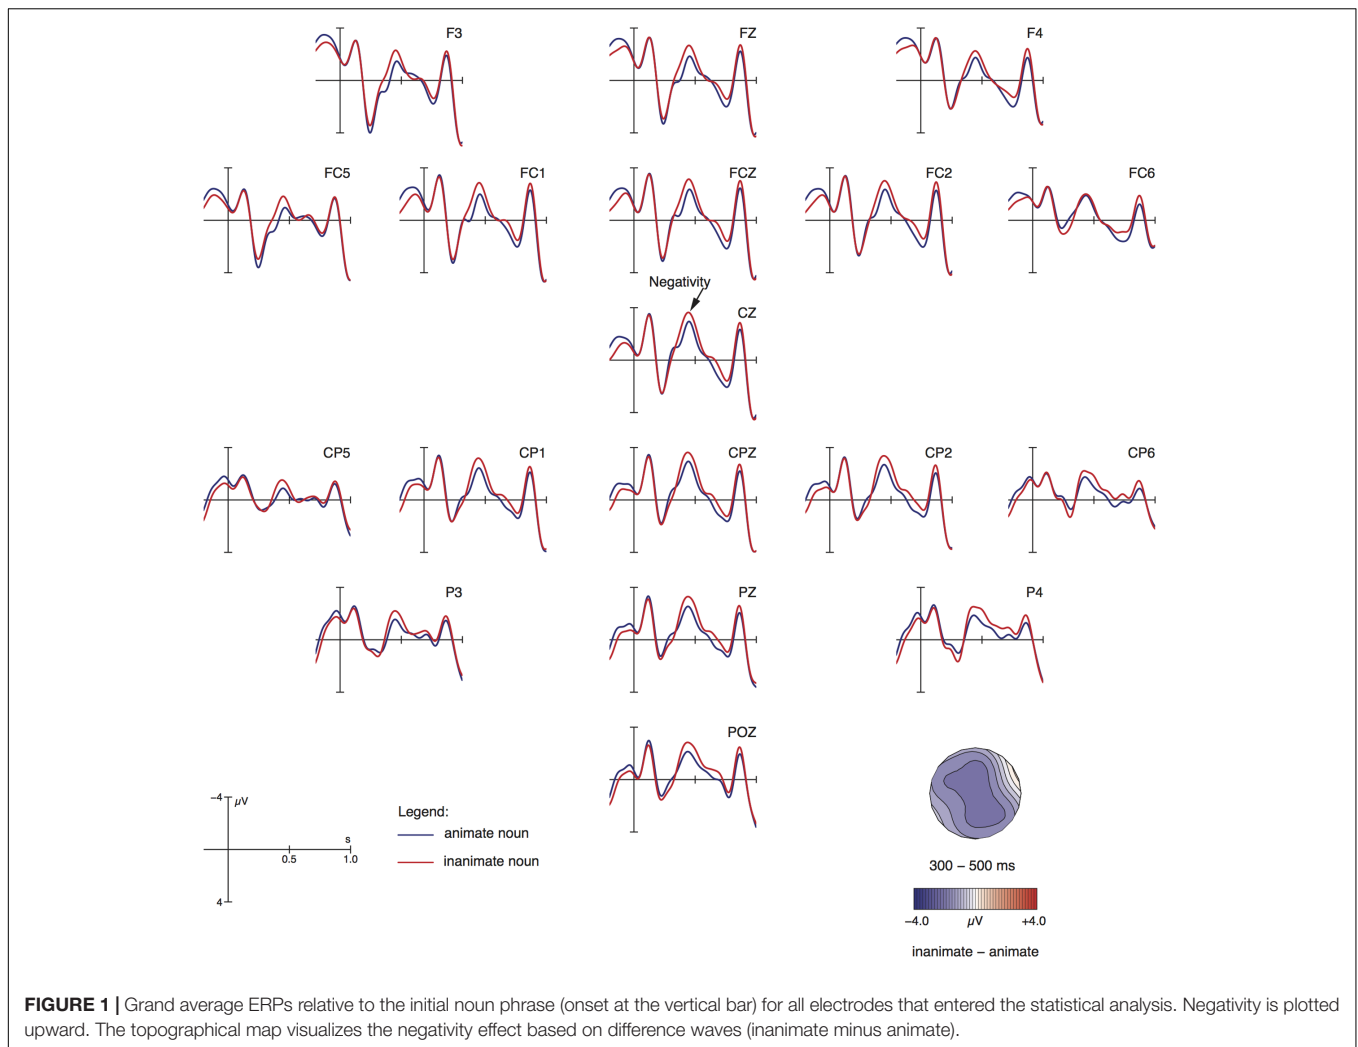 F3 FZ F4
FC5 FC1 FCZ FC2 FC6
Negativity
CZ
CP5 CP1 CPZ CP2 CP6
P3 PZ P4
POZ
−4 μV
s
0.5 1.0
4
Legend:
animate noun
inanimate noun
300 – 500 ms
−4.0 μV +4.0
inanimate – animate
FIGURE 1 | Grand average ERPs relative to the initial noun phrase (onset at the vertical bar) for all electrodes that entered the statistical analysis. Negativity is plotted
upward. The topographical map visualizes the negativity effect based on difference waves (inanimate minus animate).